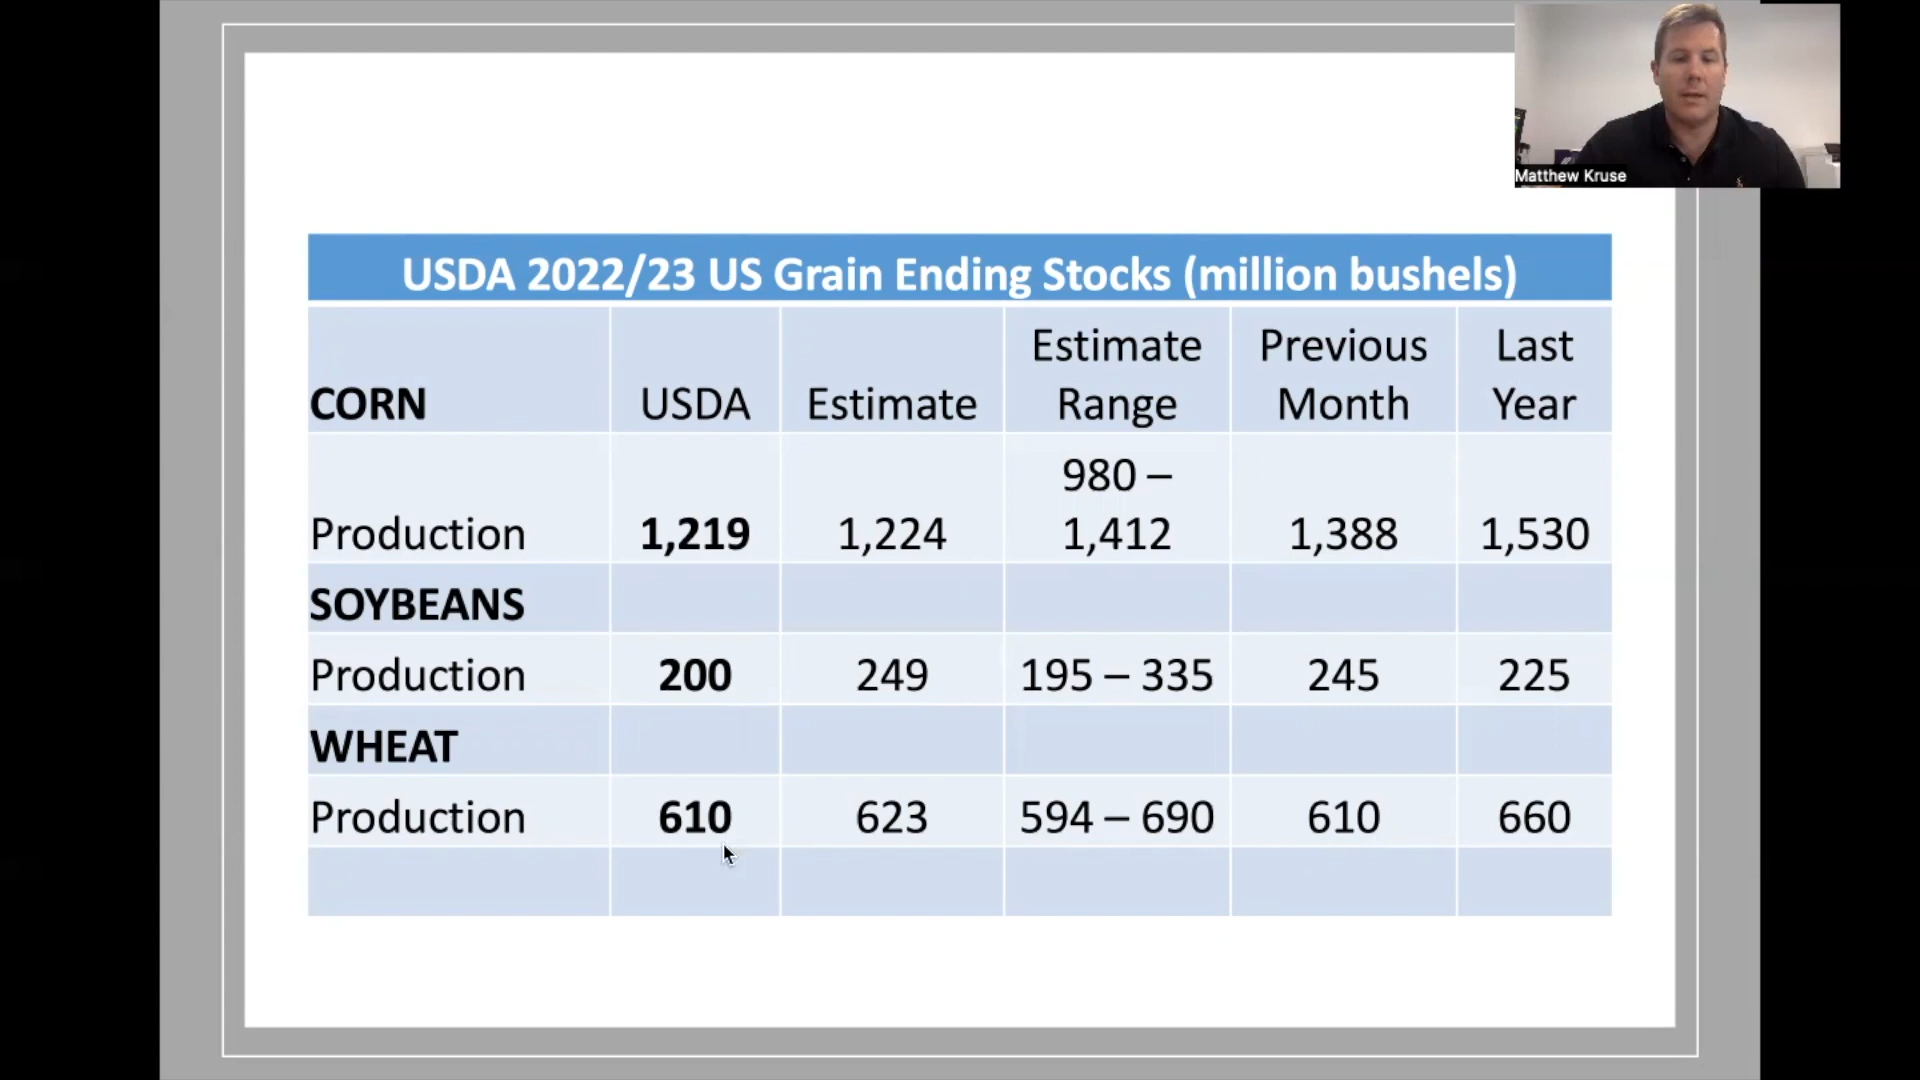 Matthew Kruse
USDA 2022/23 US Grain Ending Stocks (million bushels)
CORN USDA Estimate Estimate Range Previous Month Last Year
Production 1,219 1,224 980 – 1,412 1,388 1,530
SOYBEANS
Production 200 249 195 – 335 245 225
WHEAT
Production 610 623 594 – 690 610 660